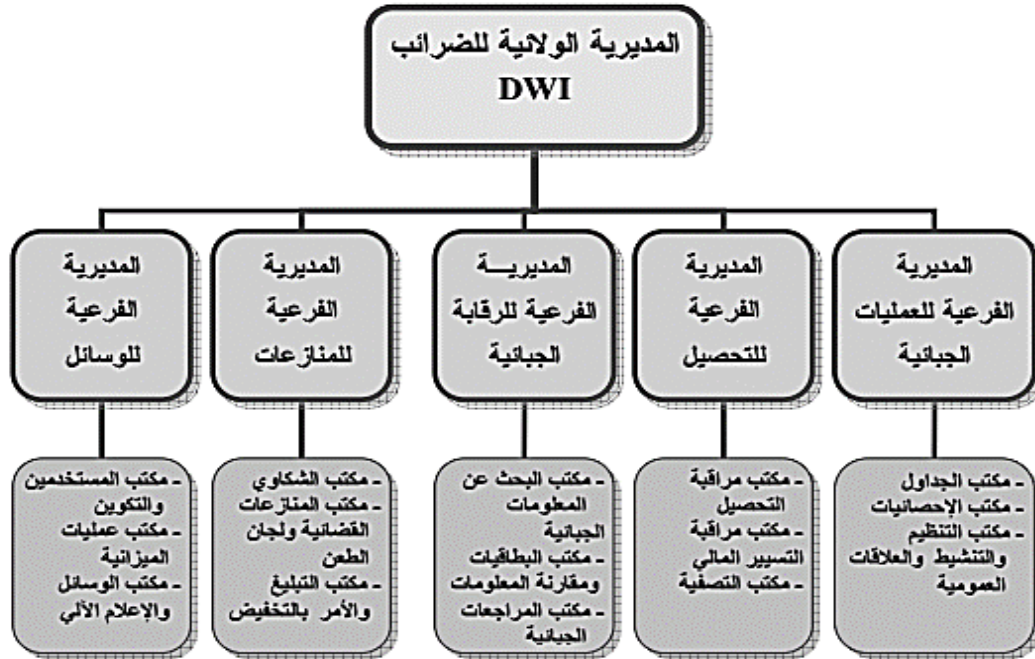 المديرية الولائية للضرائب
DWI
المديرية
الفرعية للعمليات
الجبائية
المديرية
الفرعية
للتحصيل
المديريـــة
الفرعية للرقابة
الجبائية
المديرية
الفرعية
للمنازعات
المديرية
الفرعية
للوسائل
- مكتب الجداول
- مكتب الإحصائيات
- مكتب التنظيم
والتنشيط والعلاقات
العمومية
- مكتب مراقبة
التحصيل
- مكتب مراقبة
التسيير المالي
- مكتب التصفية
- مكتب البحث عن
المعلومات
الجبائية
- مكتب البطاقيات
ومقارنة المعلومات
- مكتب المراجعات
الجبائية
- مكتب الشكاوي
- مكتب المنازعات
القضائية ولجان
الطعن
- مكتب التبليغ
والأمر بالتخفيض
- مكتب المستخدمين
والتكوين
- مكتب عمليات
الميزانية
- مكتب الوسائل
والإعلام الآلي